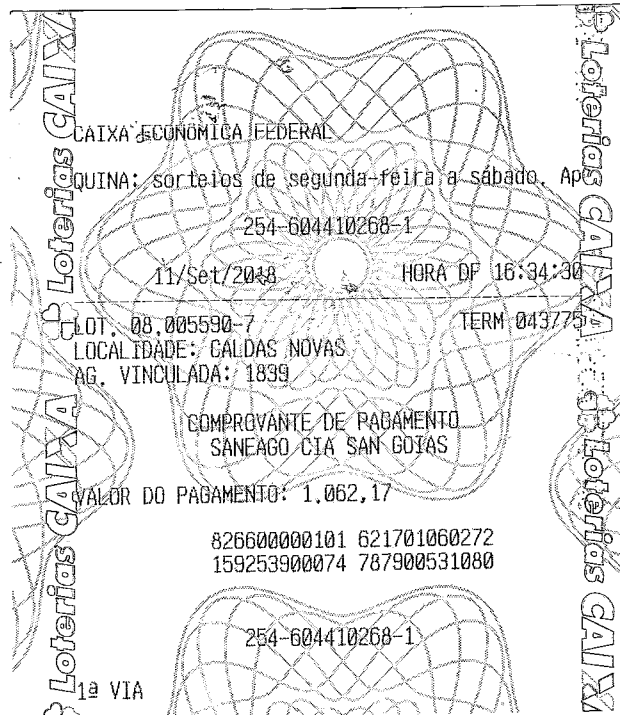 CAIXA ECONOMICA FEDERAL
QUINA: sorteios de segunda-feira a sábado. Ap
254-604410268-1
11/Set/2018 HORA DF 16:34:30
LOT. 08.005590-7 TERM 043775
LOCALIDADE: CALDAS NOVAS
AG. VINCULADA: 1839
COMPROVANTE DE PAGAMENTO
SANEAGO CIA SAN GOIAS
VALOR DO PAGAMENTO: 1.062,17
826600000101 621701060272
159253900074 787900531080
254-604410268-1
1ª VIA
Loterias CAIXA
Loterias CAIXA
Loterias CAIXA
Loterias CAIXA